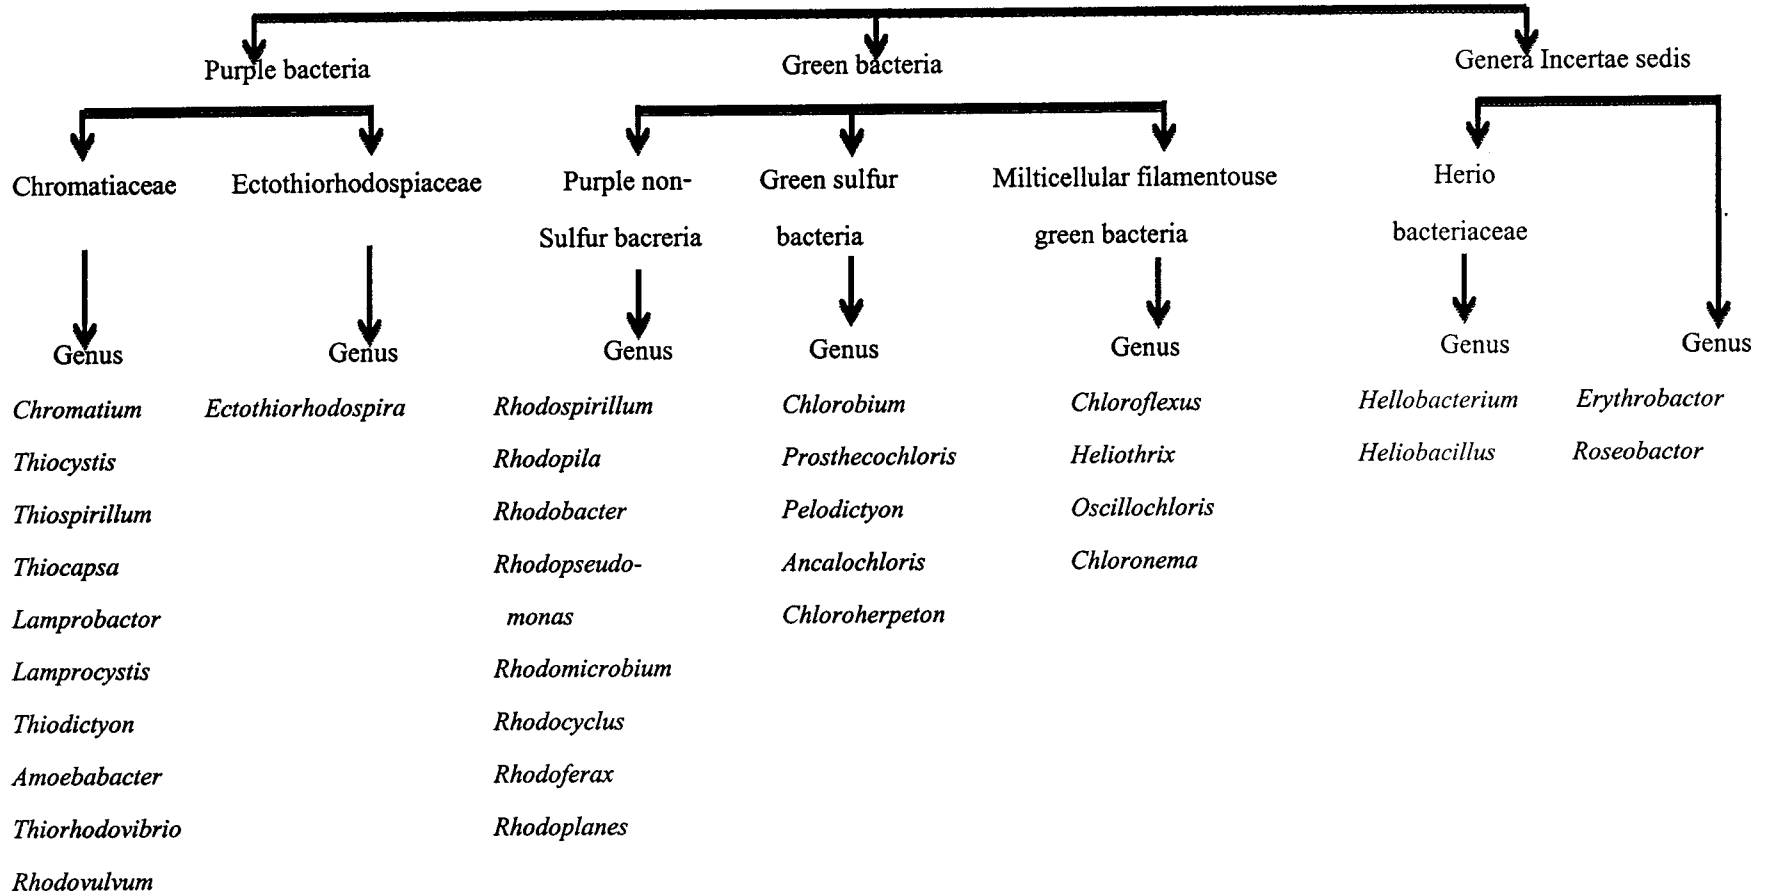 Purple bacteria
Green bacteria
Genera Incertae sedis
Chromatiaceae
Ectothiorhodospiaceae
Purple non-
Sulfur bacreria
Green sulfur
bacteria
Milticellular filamentouse
green bacteria
Herio
bacteriaceae
Genus
Genus
Genus
Genus
Genus
Genus
Genus
Chromatium
Thiocystis
Thiospirillum
Thiocapsa
Lamprobactor
Lamprocystis
Thiodictyon
Amoebabacter
Thiorhodovibrio
Rhodovulvum
Ectothiorhodospira
Rhodospirillum
Rhodopila
Rhodobacter
Rhodopseudo-
monas
Rhodomicrobium
Rhodocyclus
Rhodoferax
Rhodoplanes
Chlorobium
Prosthecochloris
Pelodictyon
Ancalochloris
Chloroherpeton
Chloroflexus
Heliothrix
Oscillochloris
Chloronema
Hellobacterium
Heliobacillus
Erythrobactor
Roseobactor